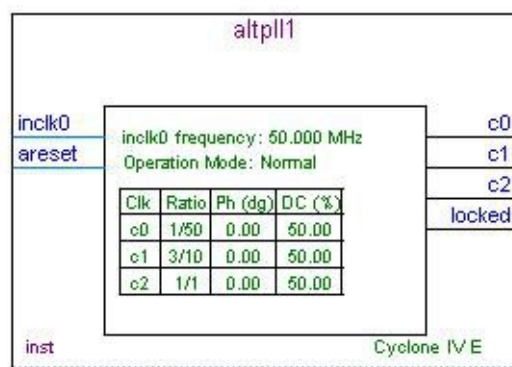 altpll1
inclk0
areset
inclk0 frequency: 50.000 MHz
Operation Mode: Normal
Clk Ratio Ph (dg) DC (%)
c0 1/50 0.00 50.00
c1 3/10 0.00 50.00
c2 1/1 0.00 50.00
c0
c1
c2
locked
inst
Cyclone IV E